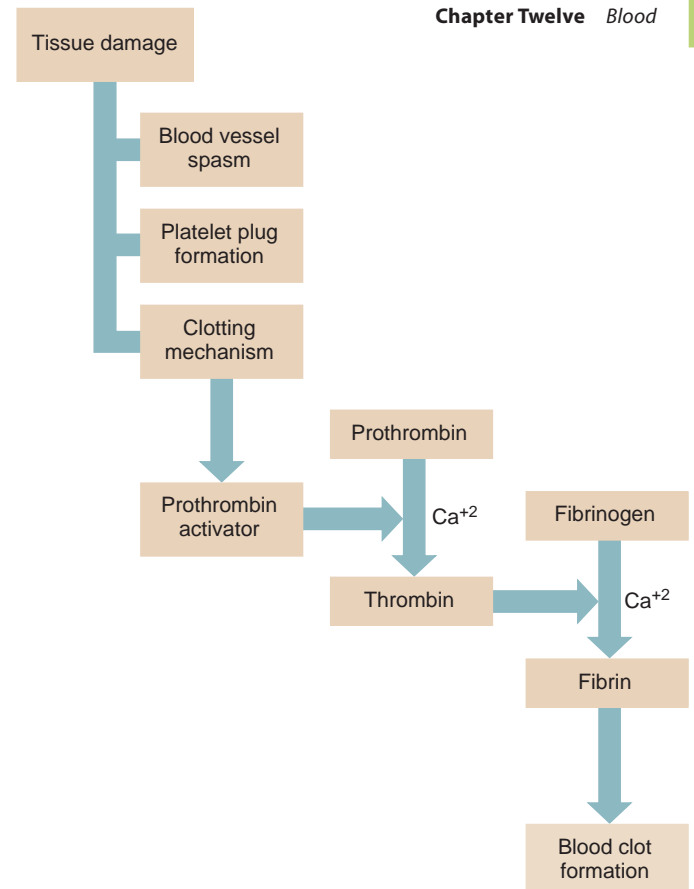 Chapter Twelve Blood
Tissue damage
Blood vessel
spasm
Platelet plug
formation
Clotting
mechanism
Prothrombin
Prothrombin
activator
Ca+2
Fibrinogen
Thrombin
Ca+2
Fibrin
Blood clot
formation